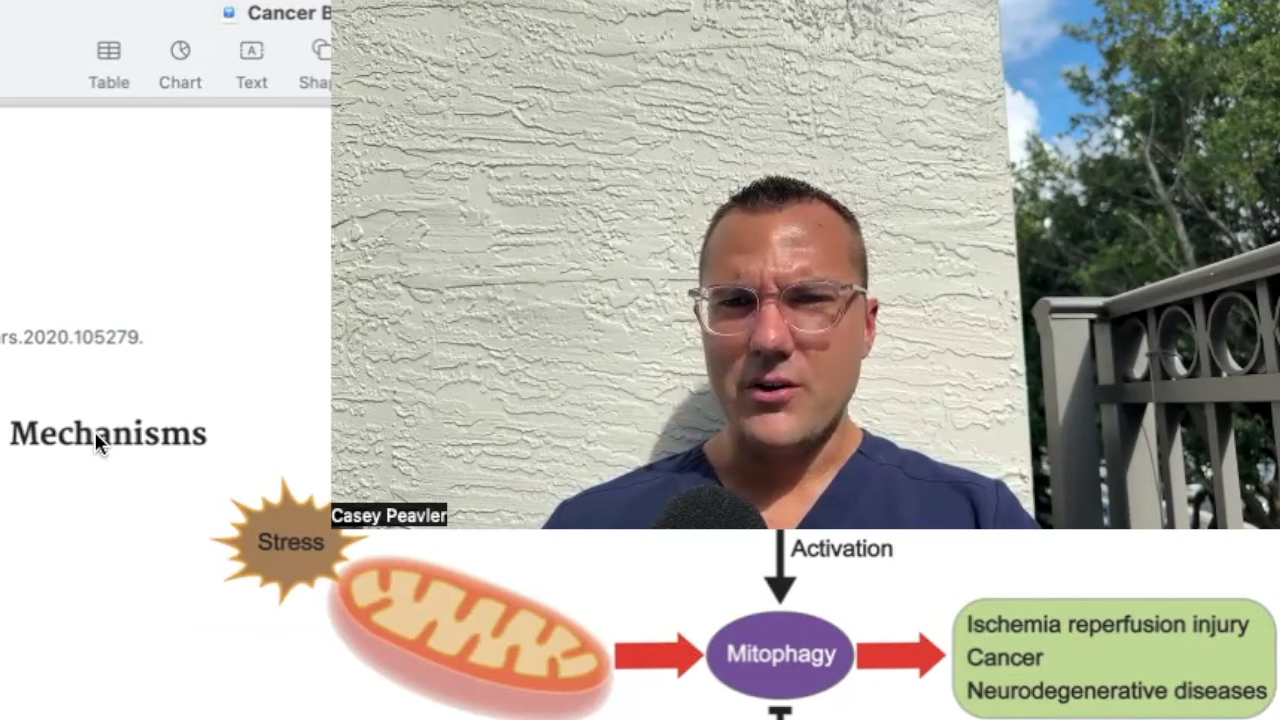 Cancer B
Table
Chart
Text
Shap
rs.2020.105279.
Mechanisms
Casey Peavler
Stress
Activation
Mitophagy
Ischemia reperfusion injury
Cancer
Neurodegenerative diseases